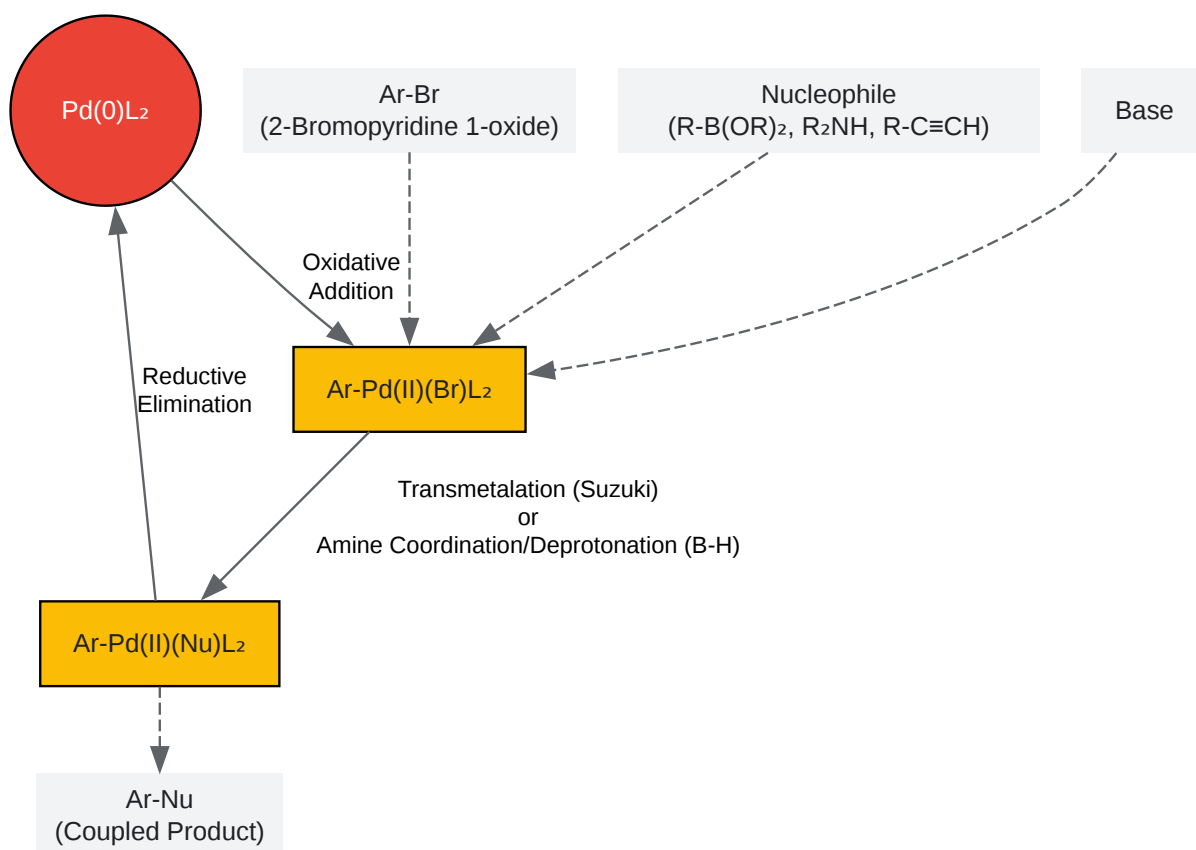 Pd(0)L₂
Ar-Br
(2-Bromopyridine 1-oxide)
Nucleophile
(R-B(OR)₂, R₂NH, R-C≡CH)
Base
Oxidative
Addition
Ar-Pd(II)(Br)L₂
Reductive
Elimination
Transmetalation (Suzuki)
or
Amine Coordination/Deprotonation (B-H)
Ar-Pd(II)(Nu)L₂
Ar-Nu
(Coupled Product)